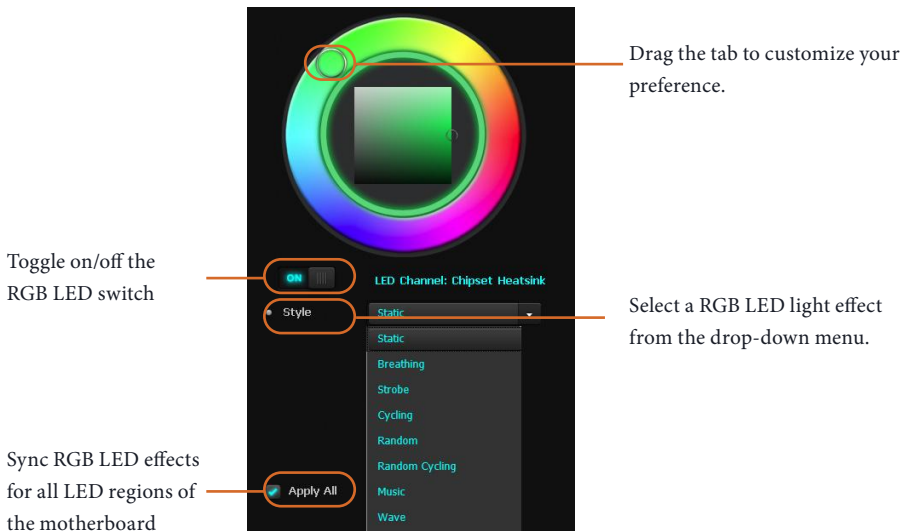 Drag the tab to customize your
preference.
Toggle on/off the
RGB LED switch
ON
LED Channel: Chipset Heatsink
Style
Static
Select a RGB LED light effect
from the drop-down menu.
Static
Breathing
Strobe
Cycling
Random
Random Cycling
Sync RGB LED effects
for all LED regions of
the motherboard
Apply All
Music
Wave